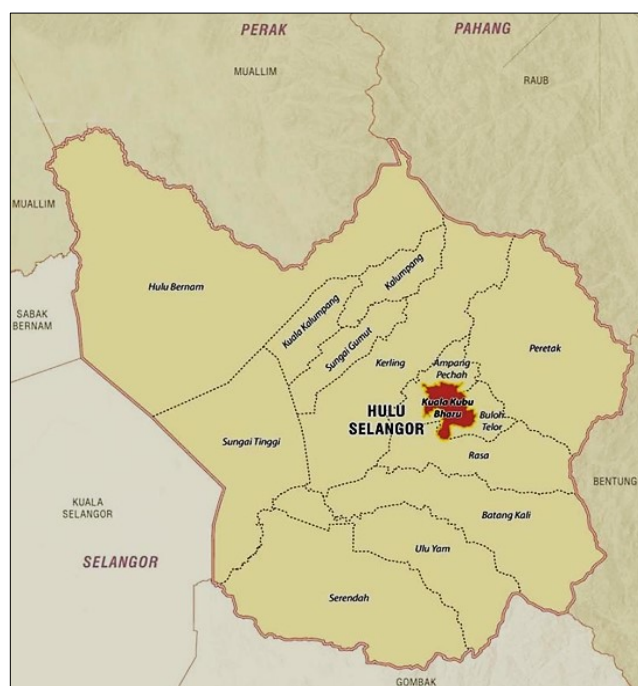 PERAK
PAHANG
MUALLIM
RAUB
MUALLIM
Hulu Bernam
Kalumpang
Kuala Kalumpang
SABAK
BERNAM
Sungai Gumut
Peretak
Kerling
Ampang
Pechah
Kuala Kubu
Bharu
HULU
SELANGOR
Buloh
Telor
Sungai Tinggi
Rasa
BENTUNG
KUALA
SELANGOR
Batang Kali
Ulu Yam
SELANGOR
Serendah
GOMBAK